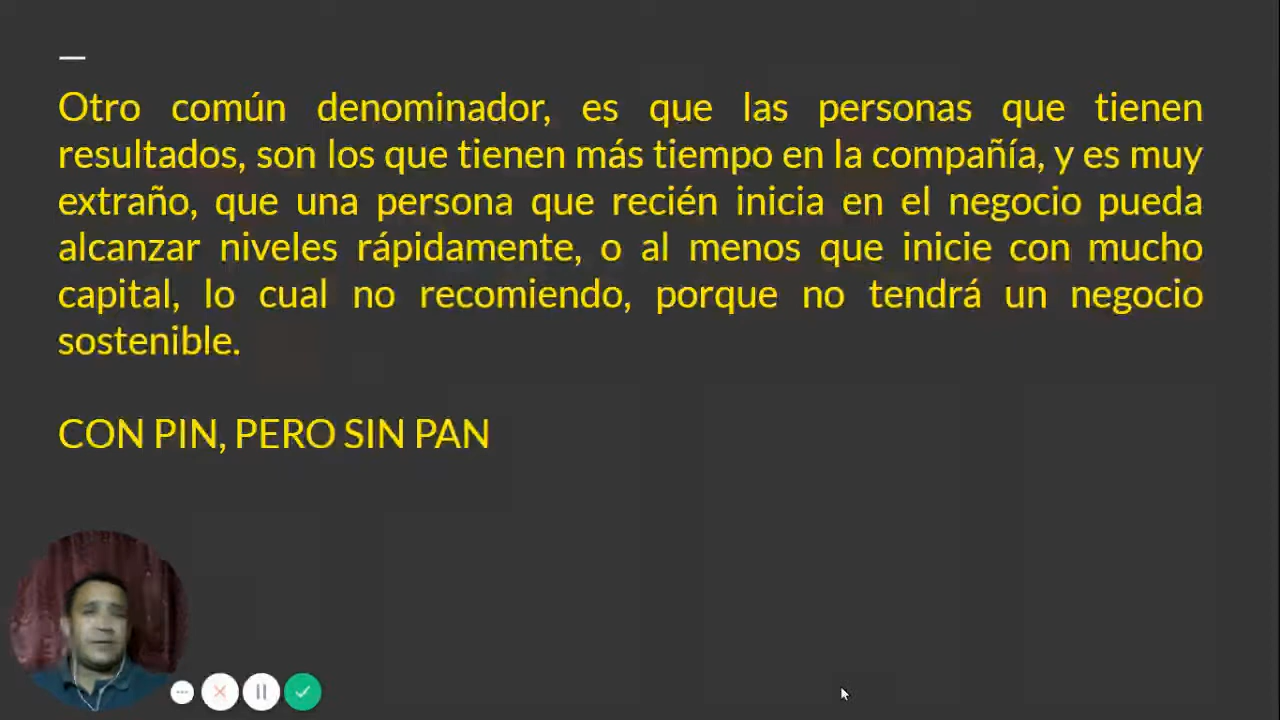 Otro común denominador, es que las personas que tienen
resultados, son los que tienen más tiempo en la compañía, y es muy
extraño, que una persona que recién inicia en el negocio pueda
alcanzar niveles rápidamente, o al menos que inicie con mucho
capital, lo cual no recomiendo, porque no tendrá un negocio
sostenible.
CON PIN, PERO SIN PAN